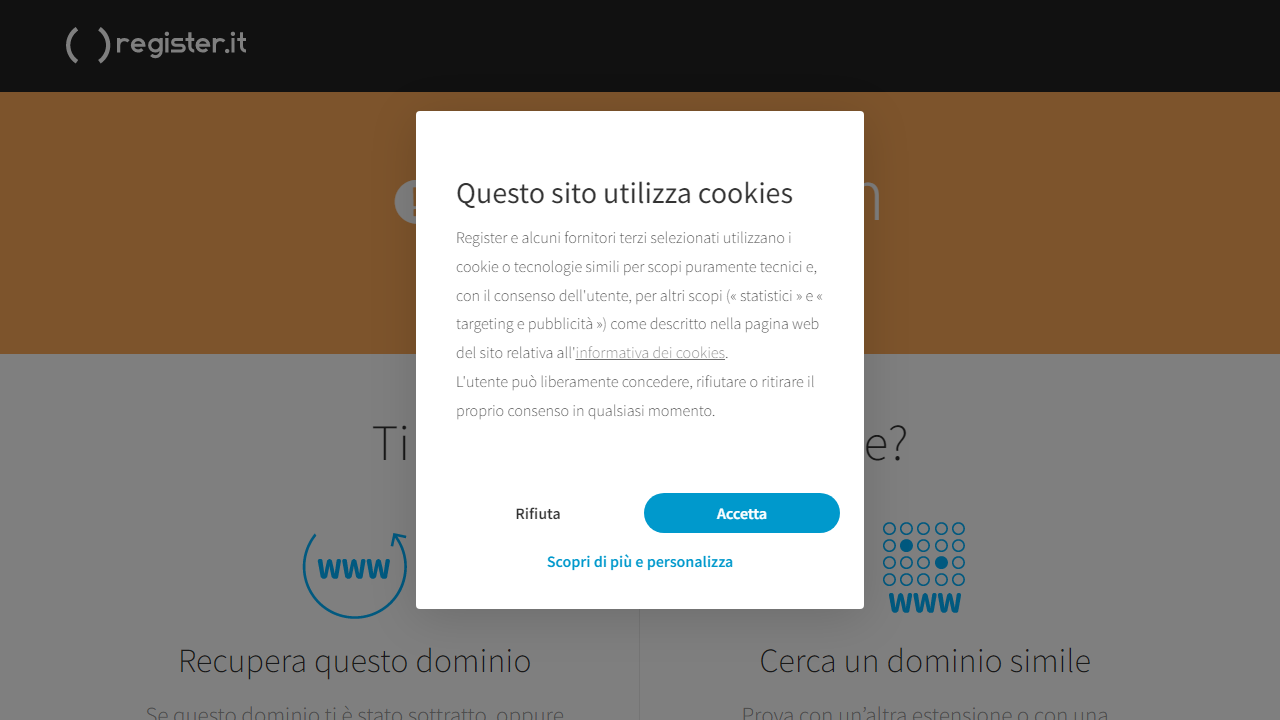 register.it
Questo sito utilizza cookies
Register e alcuni fornitori terzi selezionati utilizzano i
cookie o tecnologie simili per scopi puramente tecnici e,
con il consenso dell'utente, per altri scopi (« statistici » e «
targeting e pubblicità ») come descritto nella pagina web
del sito relativa all'informativa dei cookies.
L'utente può liberamente concedere, rifiutare o ritirare il
proprio consenso in qualsiasi momento.
Ti e?
Rifiuta Accetta
Scopri di più e personalizza
www www
Recupera questo dominio Cerca un dominio simile
Se questo dominio ti è stato sottratto, oppure Prova con un'altra estensione o con una